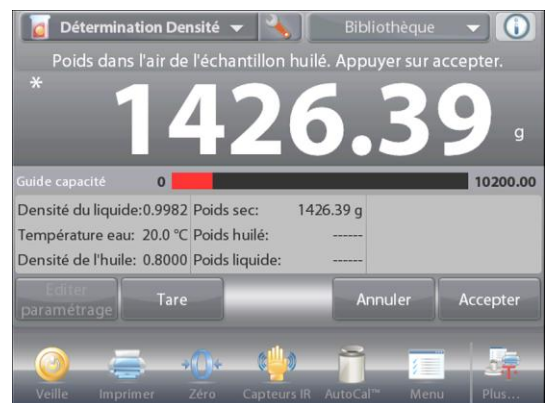 Détermination Densité
Bibliothèque
Poids dans l'air de l'échantillon huilé. Appuyer sur accepter.
* 1426.39 g
Guide capacité 0 10200.00
Densité du liquide:0.9982 Poids sec: 1426.39 g
Température eau: 20.0 °C Poids huilé: ------
Densité de l'huile: 0.8000 Poids liquide: ------
Editer
paramétrage
Tare
Annuler
Accepter
Veille Imprimer Zéro Capteurs IR AutoCal™ Menu Plus...